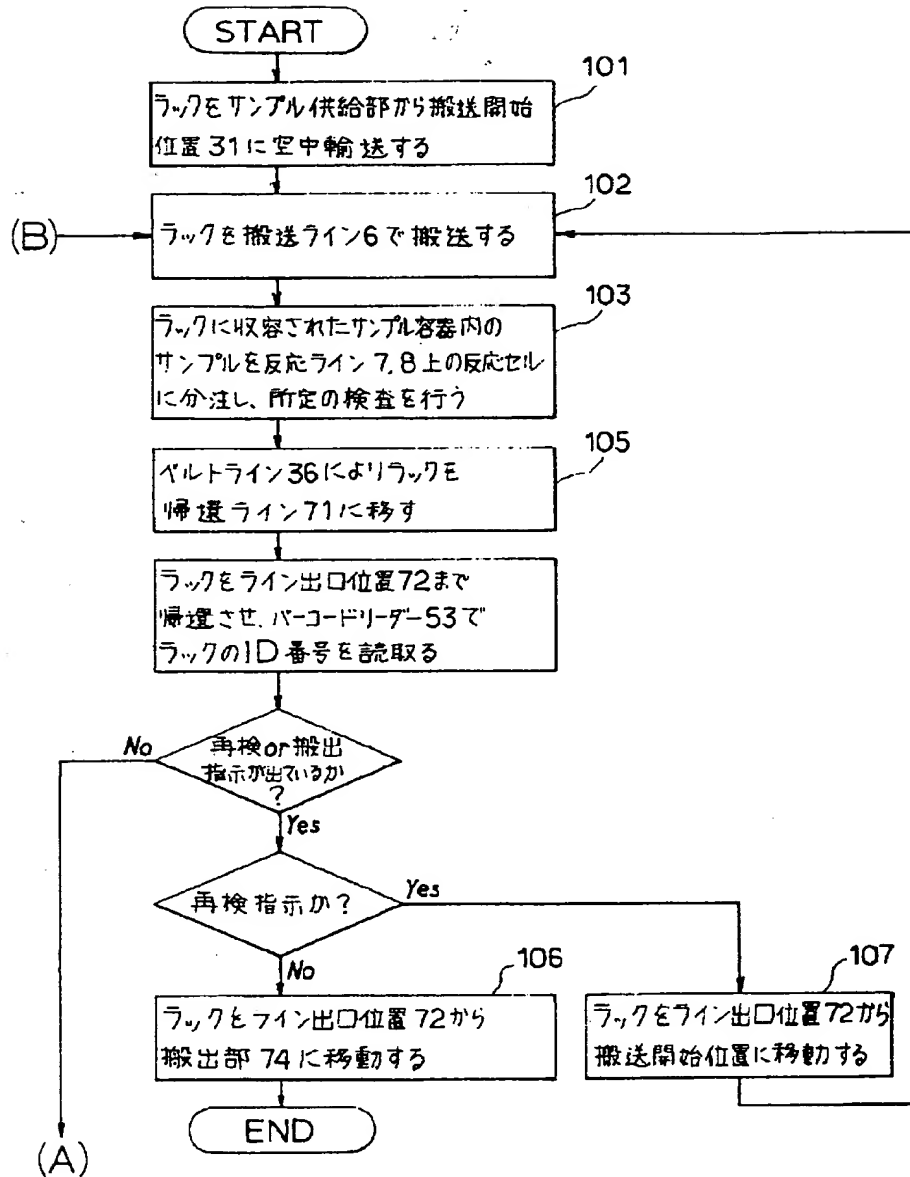 START
101
ラックをサンプル供給部から搬送開始
位置31に空中輸送する
102
(B)
ラックを搬送ライン6で搬送する
103
ラックに収容されたサンプル容器内の
サンプルを反応ライン7,8上の反応セル
に分注し、所定の検査を行う
105
ベルトライン36によりラックを
帰還ライン71に移す
ラックをライン出口位置72まで
帰還させ、バーコードリーダー53で
ラックのID番号を読取る
No
再検or搬出
指示が出ているか
?
Yes
再検指示か?
Yes
No
106
ラックをライン出口位置72から
搬出部74に移動する
107
ラックをライン出口位置72から
搬送開始位置に移動する
END
(A)